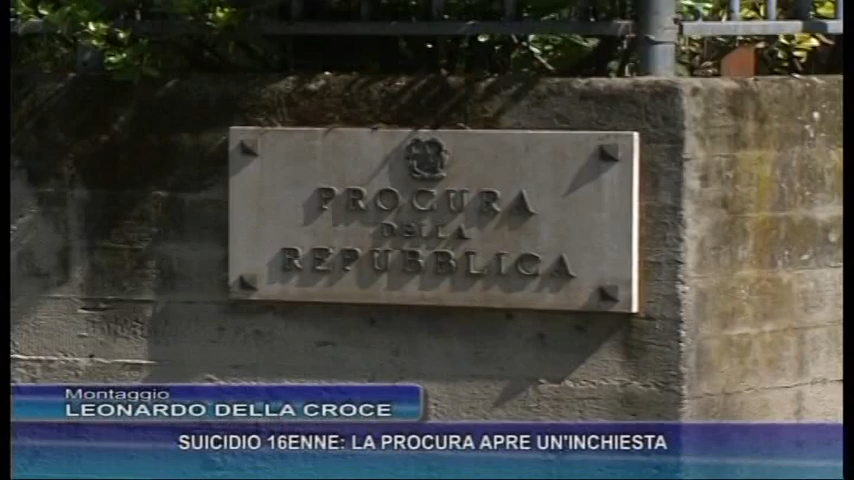 PROCURA
DELLA
REPUBBLICA
Montaggio
LEONARDO DELLA CROCE
SUICIDIO 16ENNE: LA PROCURA APRE UN'INCHIESTA